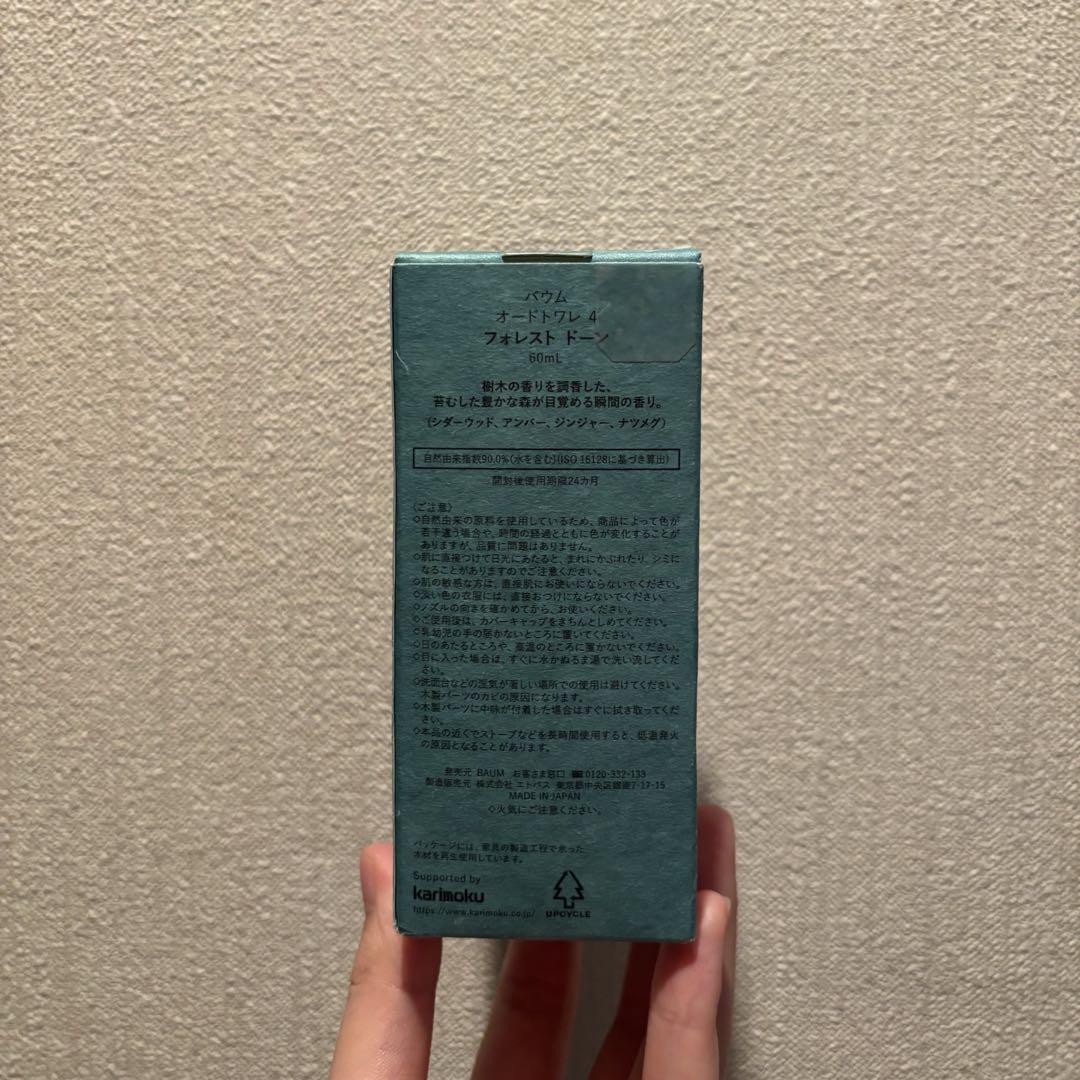 バウム
オードトワレ 4
フォレスト ドーン
60mL
樹木の香りを調香した、
苔むした豊かな森が目覚める瞬間の香り。
(シダーウッド、アンバー、ジンジャー、ナツメグ)
自然由来指数90.0%(水を含む)(ISO 16128に基づき算出)
開封後使用期限24カ月
〈ご注意〉
◇自然由来の原料を使用しているため、商品によって色が
若干違う場合や、時間の経過とともに色が変化することが
ありますが、品質に問題はありません。
◇肌に直接つけて日光にあたると、まれにかぶれたり、シミに
なることがありますのでご注意ください。
◇肌の敏感な方は、直接肌にお使いにならないでください。
◇淡い色の衣服には、直接おつけにならないでください。
◇ノズルの向きを確かめてから、お使いください。
◇ご使用後は、カバーキャップをきちんとしめてください。
◇乳幼児の手の届かないところに置いてください。
◇日のあたるところや、高温のところに置かないでください。
◇目に入った場合は、すぐに水かぬるま湯で洗い流してくだ
さい。
◇洗面台などの湿気が著しい場所での使用は避けてください。
木製パーツのカビの原因になります。
◇木製パーツに中味が付着した場合はすぐに拭き取ってくだ
さい。
◇本品の近くでストーブなどを長時間使用すると、低温発火
の原因となることがあります。
発売元 BAUM お客さま窓口 ☎0120-332-133
製造販売元 株式会社 エトバス 東京都中央区銀座7-17-15
MADE IN JAPAN
◇火気にご注意ください。
パッケージには、家具の製造工程で余った
木材を再生使用しています。
Supported by
karimoku
https://www.karimoku.co.jp/
UPCYCLE